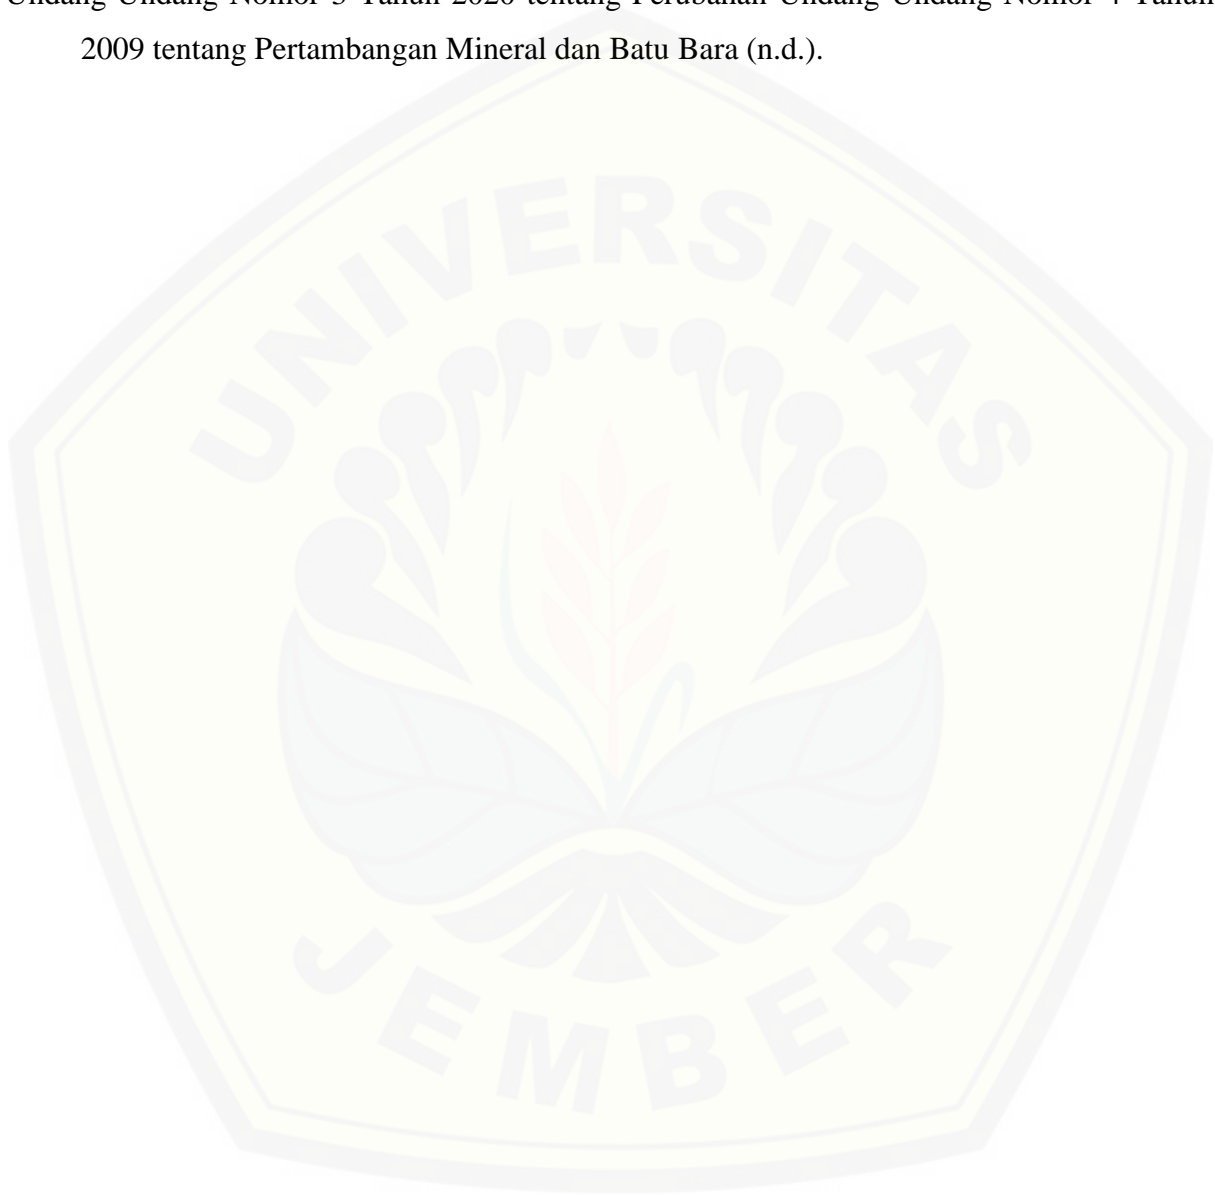 Undang-Undang Nomor 3 Tahun 2020 tentang Perubahan Undang-Undang Nomor 4 Tahun
2009 tentang Pertambangan Mineral dan Batu Bara (n.d.).
UNIVERSITAS
JEMBER